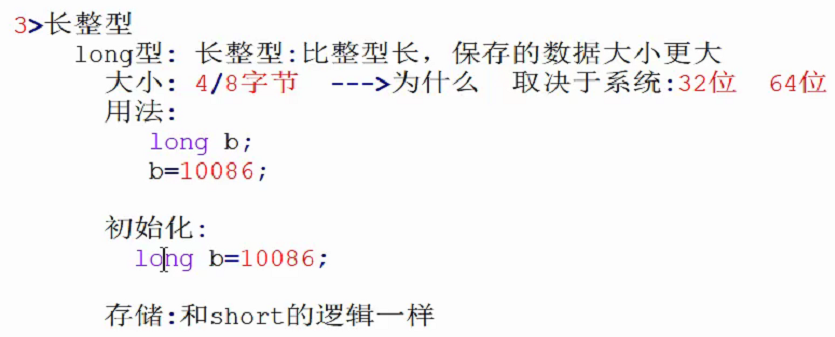 3>长整型
long型: 长整型:比整型长，保存的数据大小更大
大小: 4/8字节 --->为什么 取决于系统:32位 64位
用法:
long b;
b=10086;
初始化:
long b=10086;
存储:和short的逻辑一样